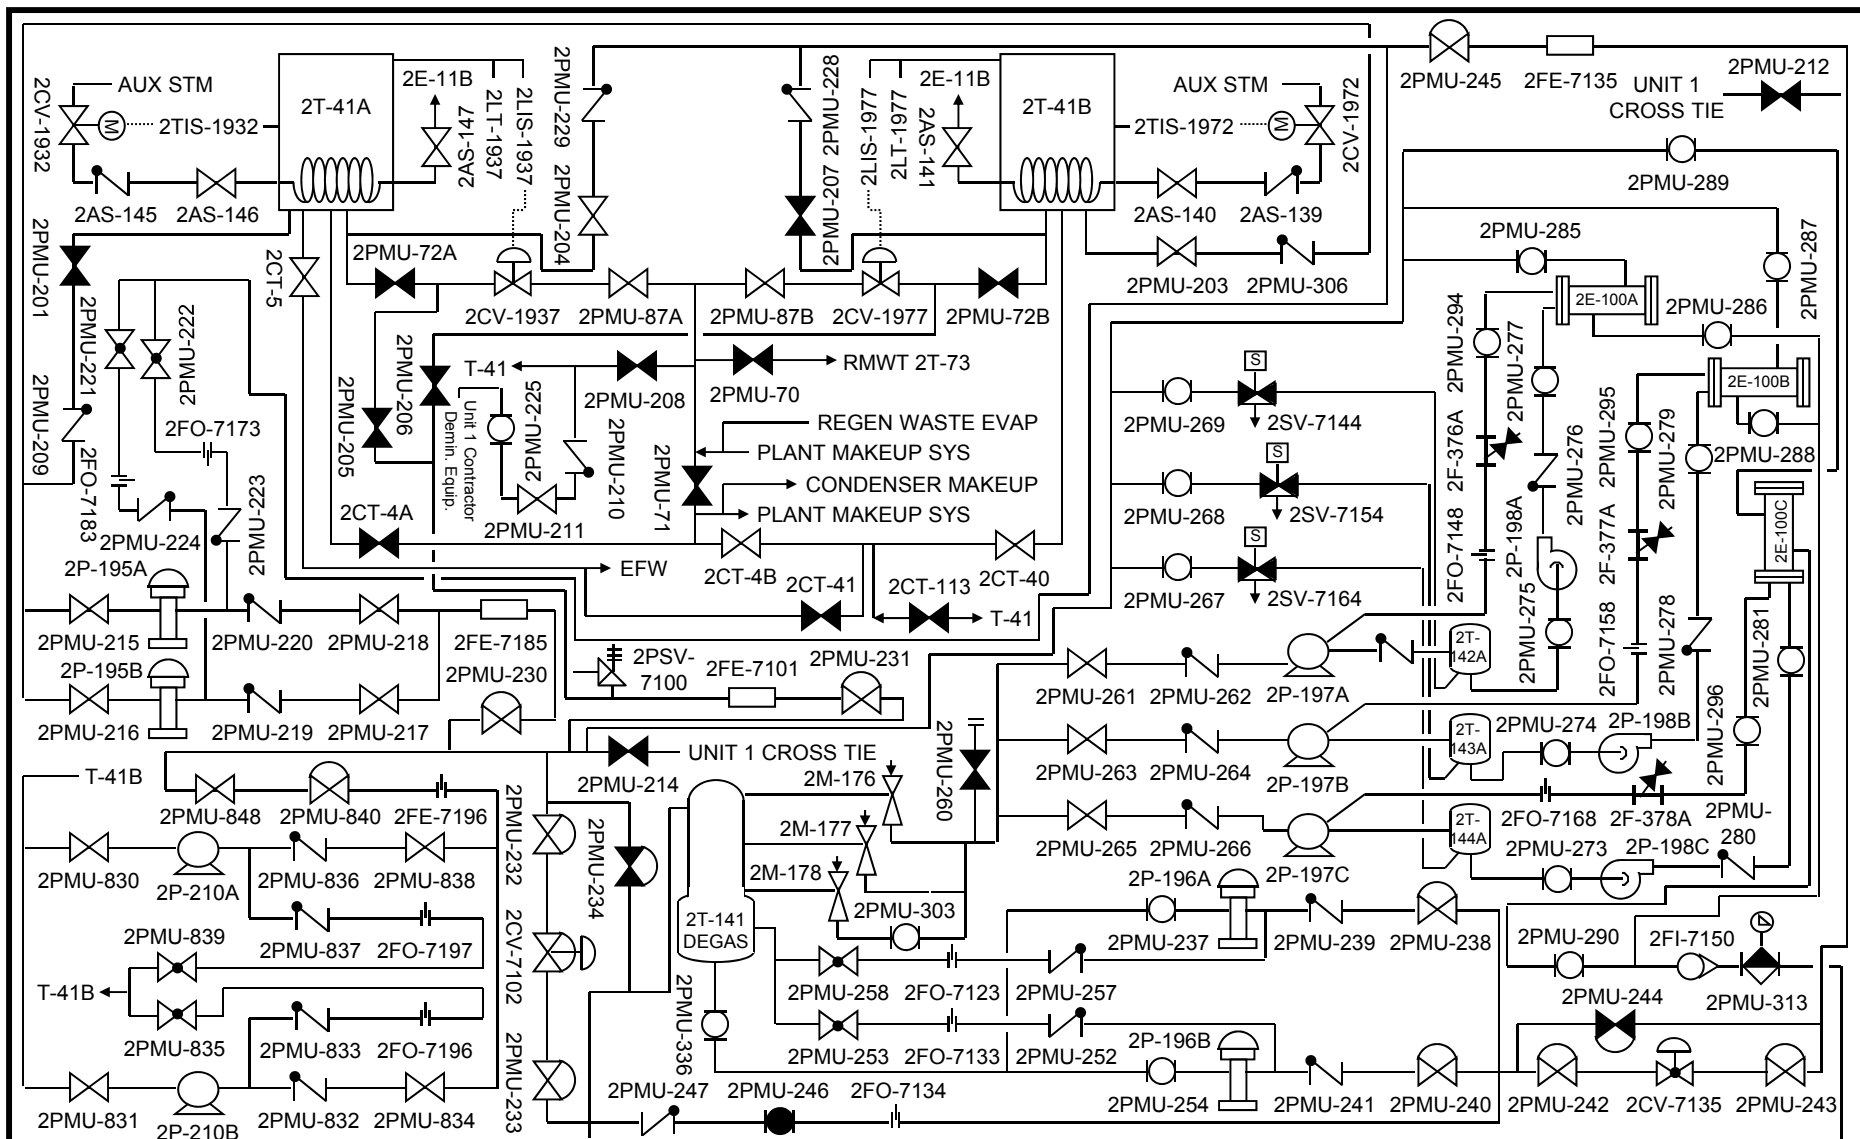 AUX STM
2CV-1932
M
2TIS-1932
2T-41A
2E-11B
2AS-147
2LT-1937
2LIS-1937
2PMU-229
2PMU-204
2PMU-228
2PMU-207
2LIS-1977
2LT-1977
2AS-141
2E-11B
2T-41B
AUX STM
2TIS-1972
M
2CV-1972
2PMU-245
2FE-7135
UNIT 1
CROSS TIE
2PMU-212
2PMU-289
2AS-145
2AS-146
2AS-140
2AS-139
2PMU-201
2CT-5
2PMU-72A
2CV-1937
2PMU-87A
2PMU-87B
2CV-1977
2PMU-72B
2PMU-203
2PMU-306
2PMU-285
2PMU-287
2E-100A
2PMU-286
2PMU-294
2PMU-277
2E-100B
2PMU-288
2PMU-221
2PMU-222
2PMU-209
2FO-7173
2FO-7183
2PMU-224
2PMU-223
2PMU-205
2PMU-206
T-41
2PMU-208
2PMU-70
RMWT 2T-73
Unit 1 Contractor
Demin. Equip.
2PMU-225
2PMU-210
2PMU-211
REGEN WASTE EVAP
PLANT MAKEUP SYS
2PMU-71
CONDENSER MAKEUP
PLANT MAKEUP SYS
2PMU-269
S
2SV-7144
2PMU-268
S
2SV-7154
2PMU-267
S
2SV-7164
2F-376A
2FO-7148
2PMU-276
2P-198A
2PMU-275
2PMU-295
2PMU-279
2F-377A
2FO-7158
2PMU-278
2E-100C
2PMU-281
2PMU-296
2CT-4A
2CT-4B
2CT-40
EFW
2CT-41
2CT-113
T-41
2P-195A
2PMU-215
2PMU-220
2PMU-218
2FE-7185
2P-195B
2PMU-216
2PMU-219
2PMU-217
2PMU-230
2PSV-
7100
2FE-7101
2PMU-231
2PMU-261
2PMU-262
2P-197A
2T-
142A
2PMU-263
2PMU-264
2P-197B
2T-
143A
2PMU-274
2P-198B
2PMU-265
2PMU-266
2P-197C
2T-
144A
2FO-7168
2F-378A
2PMU-
280
2PMU-273
2P-198C
T-41B
2PMU-848
2PMU-840
2FE-7196
UNIT 1 CROSS TIE
2PMU-214
2PMU-260
2M-176
2M-177
2M-178
2PMU-303
2T-141
DEGAS
2PMU-232
2PMU-234
2CV-7102
2PMU-233
2PMU-830
2P-210A
2PMU-836
2PMU-838
2PMU-839
2PMU-837
2FO-7197
T-41B
2PMU-835
2PMU-833
2FO-7196
2PMU-831
2P-210B
2PMU-832
2PMU-834
2P-196A
2PMU-237
2PMU-239
2PMU-238
2PMU-258
2FO-7123
2PMU-257
2PMU-336
2PMU-253
2FO-7133
2PMU-252
2P-196B
2PMU-254
2PMU-241
2PMU-240
2PMU-247
2PMU-246
2FO-7134
2PMU-290
2FI-7150
2PMU-313
2PMU-244
2PMU-242
2CV-7135
2PMU-243